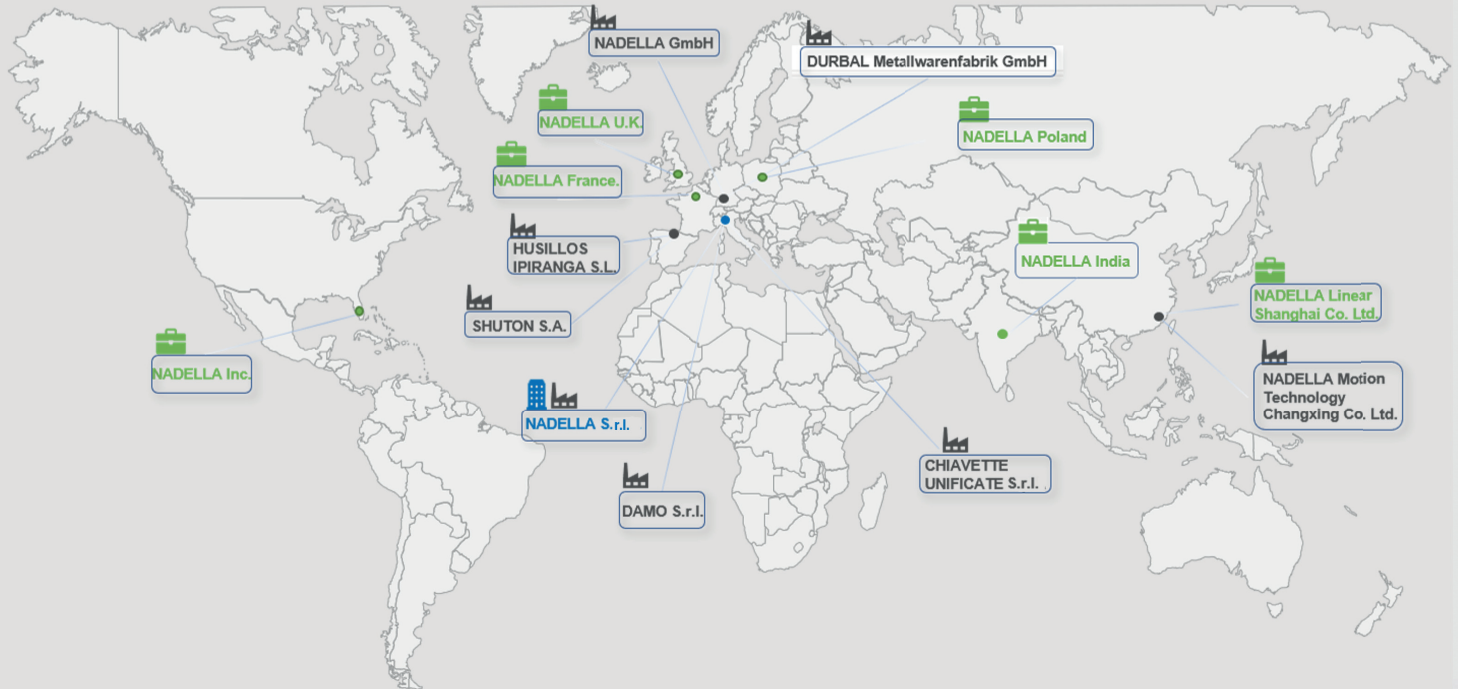 NADELLA GmbH
DURBAL Metallwarenfabrik GmbH
NADELLA U.K.
NADELLA Poland
NADELLA France.
HUSILLOS
IPIRANGA S.L.
NADELLA India
NADELLA Linear
Shanghai Co. Ltd.
SHUTON S.A.
NADELLA Inc.
NADELLA Motion
Technology
Changxing Co. Ltd.
NADELLA S.r.l.
CHIAVETTE
UNIFICATE S.r.l.
DAMO S.r.l.